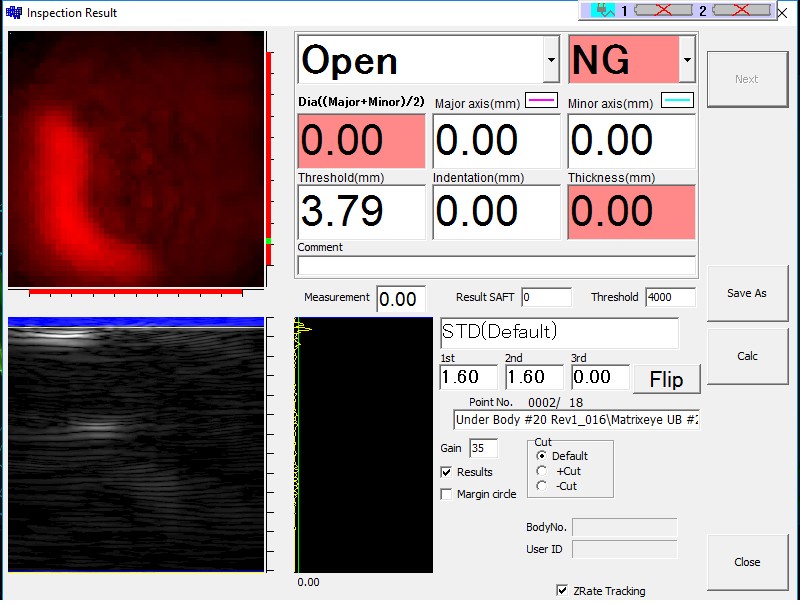 Inspection Result
1 2
Open NG
Next
Dia((Major+Minor)/2) Major axis(mm) Minor axis(mm)
0.00 0.00 0.00
Threshold(mm) Indentation(mm) Thickness(mm)
3.79 0.00 0.00
Comment
Measurement 0.00 Result SAFT 0 Threshold 4000
Save As
STD(Default)
Calc
1st 2nd 3rd
1.60 1.60 0.00 Flip
Point No. 0002/ 18
Under Body #20 Rev1_016\Matrixeye UB #2
Gain 35
Cut
Default
Results
+Cut
-Cut
Margin circle
BodyNo.
User ID
Close
0.00
ZRate Tracking